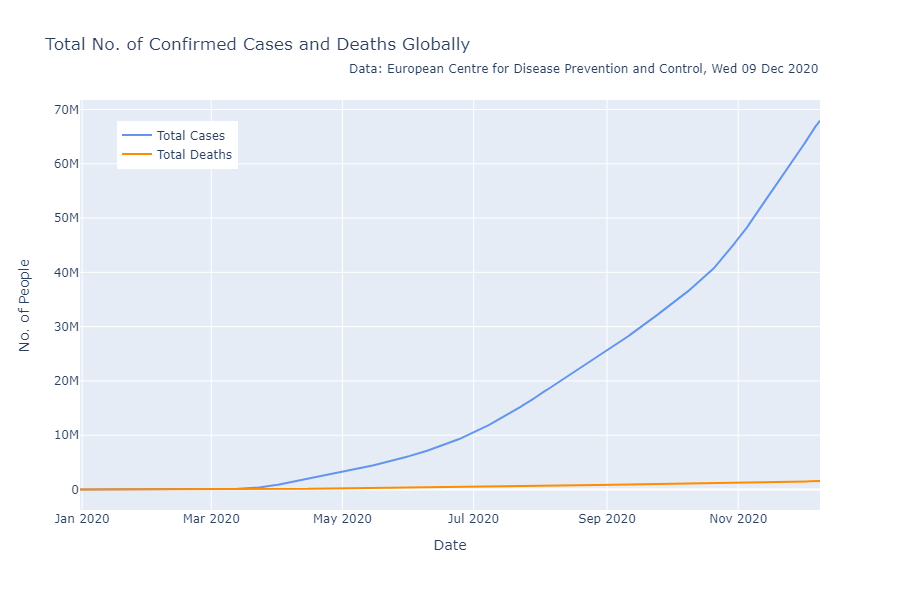 Total No. of Confirmed Cases and Deaths Globally
Data: European Centre for Disease Prevention and Control, Wed 09 Dec 2020
Total Cases
Total Deaths
70M
60M
50M
40M
30M
20M
10M
0
No. of People
Jan 2020 Mar 2020 May 2020 Jul 2020 Sep 2020 Nov 2020
Date